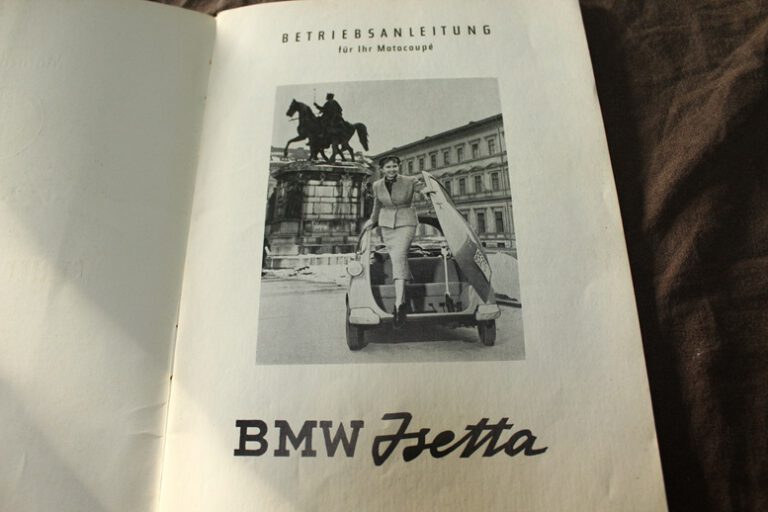 BETRIEBSANLEITUNG
für Ihr Motocoupé
BMW Isetta